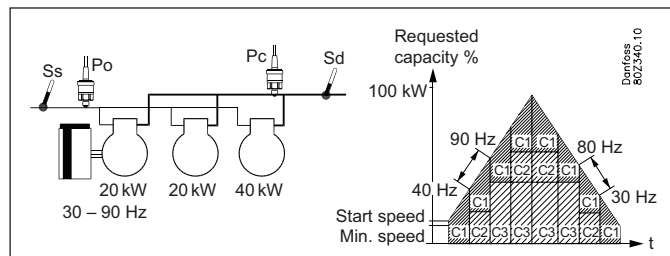 Ss
Po
Pc
Sd
20 kW
20 kW
40 kW
30 – 90 Hz
Requested
capacity %
100 kW
90 Hz
40 Hz
Start speed
Min. speed
80 Hz
30 Hz
C1 C1
C1 C2 C2 C1
C1 C1
C1 C2 C3 C3 C3 C3 C2 C1
t
Danfoss
80Z340.10